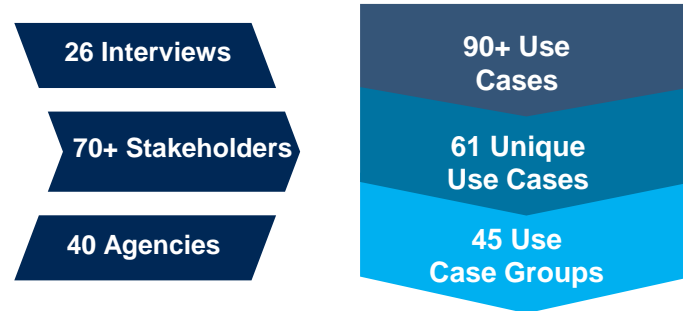 26 Interviews
70+ Stakeholders
40 Agencies
90+ Use
Cases
61 Unique
Use Cases
45 Use
Case Groups